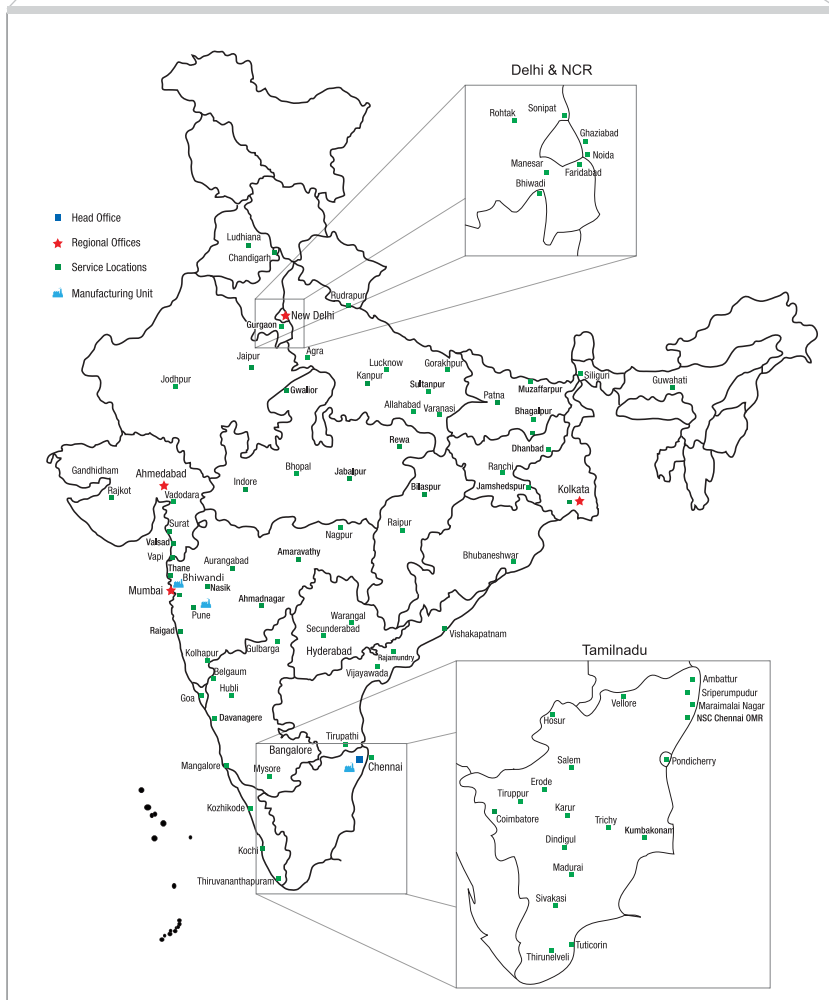 Delhi & NCR
Sonipat
Rohtak
Ghaziabad
Noida
Manesar
Faridabad
Bhiwadi
Head Office
Regional Offices
Service Locations
Manufacturing Unit
Ludhiana
Chandigarh
Rudrapur
New Delhi
Gurgaon
Agra
Jaipur
Lucknow
Gorakhpur
Kanpur
Jodhpur
Gwalior
Sultanpur
Allahabad
Varanasi
Patna
Muzaffarpur
Siliguri
Guwahati
Bhagalpur
Rewa
Dhanbad
Gandhidham
Ahmedabad
Rajkot
Vadodara
Indore
Bhopal
Jabalpur
Bilaspur
Ranchi
Jamshedspur
Kolkata
Surat
Nagpur
Raipur
Valsad
Vapi
Aurangabad
Amaravathy
Bhubaneshwar
Thane
Bhiwandi
Nasik
Mumbai
Pune
Ahmadnagar
Raigad
Warangal
Secunderabad
Vishakapatnam
Kolhapur
Gulbarga
Hyderabad
Rajamundry
Vijayawada
Belgaum
Goa
Hubli
Davanagere
Tirupathi
Bangalore
Mangalore
Mysore
Chennai
Kozhikode
Kochi
Thiruvananthapuram
Tamilnadu
Ambattur
Sriperumpudur
Vellore
Maraimalai Nagar
Hosur
NSC Chennai OMR
Salem
Pondicherry
Erode
Tiruppur
Coimbatore
Karur
Trichy
Kumbakonam
Dindigul
Madurai
Sivakasi
Tuticorin
Thirunelveli